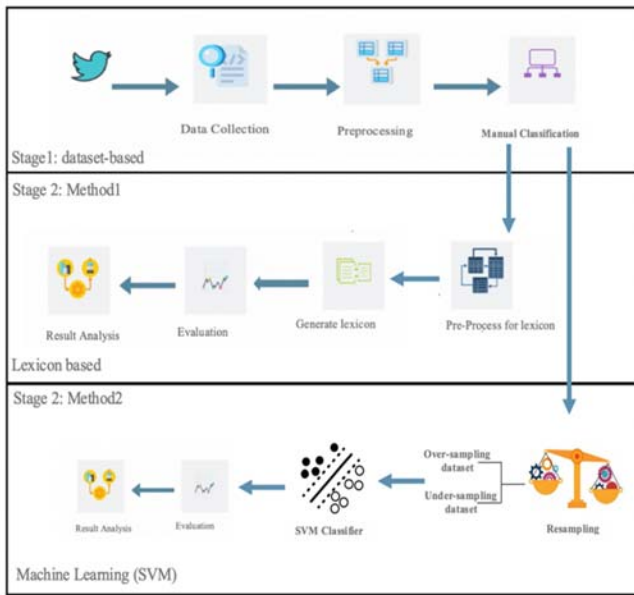 Data Collection
Preprocessing
Manual Classification
Stage1: dataset-based
Stage 2: Method1
Result Analysis
Evaluation
Generate lexicon
Pre-Process for lexicon
Lexicon based
Stage 2: Method2
Over-sampling
dataset
Under-sampling
dataset
Result Analysis
Evaluation
SVM Classifier
Resampling
Machine Learning (SVM)